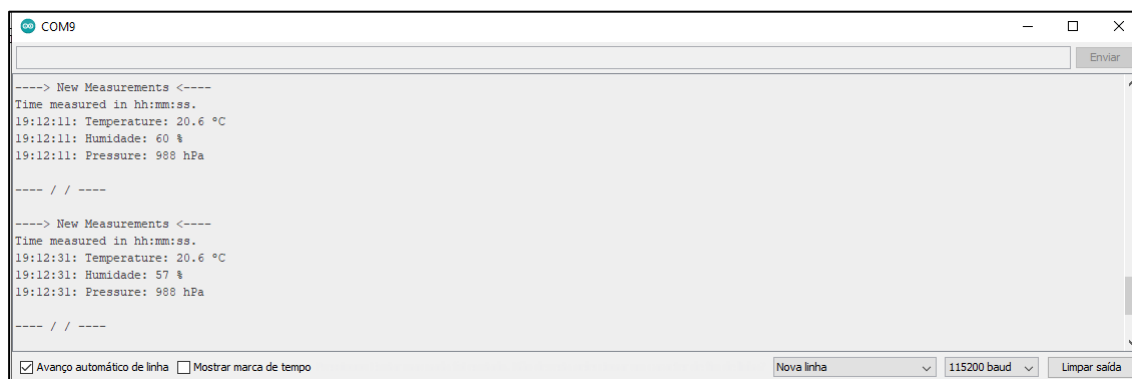 COM9
Enviar
----> New Measurements <----
Time measured in hh:mm:ss.
19:12:11: Temperature: 20.6 °C
19:12:11: Humidade: 60 %
19:12:11: Pressure: 988 hPa
---- / / ----
----> New Measurements <----
Time measured in hh:mm:ss.
19:12:31: Temperature: 20.6 °C
19:12:31: Humidade: 57 %
19:12:31: Pressure: 988 hPa
---- / / ----
Avanço automático de linha Mostrar marca de tempo Nova linha 115200 baud Limpar saída